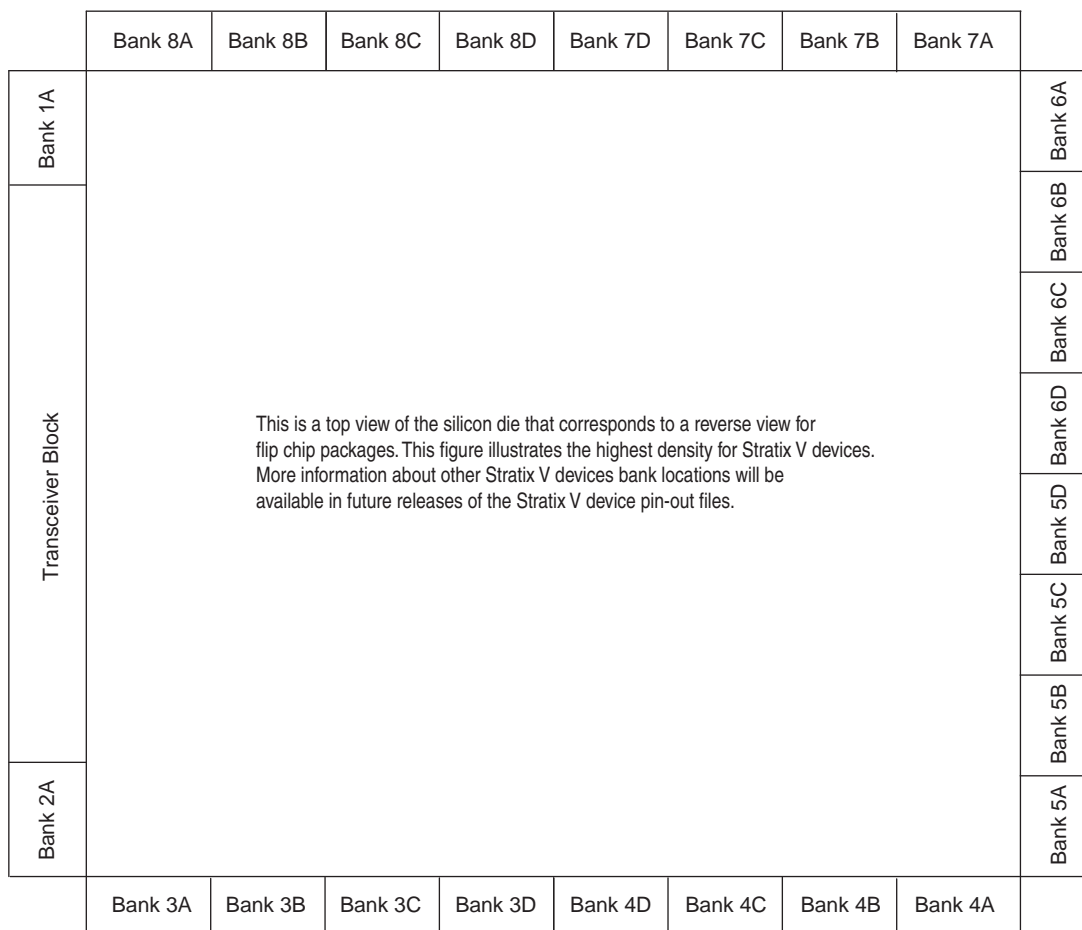 Bank 8A Bank 8B Bank 8C Bank 8D Bank 7D Bank 7C Bank 7B Bank 7A
Bank 1A
Transceiver Block
Bank 2A
This is a top view of the silicon die that corresponds to a reverse view for
flip chip packages. This figure illustrates the highest density for Stratix V devices.
More information about other Stratix V devices bank locations will be
available in future releases of the Stratix V device pin-out files.
Bank 6A
Bank 6B
Bank 6C
Bank 6D
Bank 5D
Bank 5C
Bank 5B
Bank 5A
Bank 3A Bank 3B Bank 3C Bank 3D Bank 4D Bank 4C Bank 4B Bank 4A